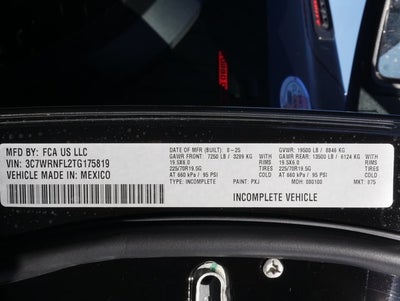 MFD BY: FCA US LLC
VIN: 3C7WRNFL2TG175819
VEHICLE MADE IN: MEXICO
DATE OF MFR (BUILT): 8-25 GVWR: 19500 LB / 8846 KG
GAWR FRONT: 7250 LB / 3289 KG WITH GAWR REAR: 13500 LB / 6124 KG WITH
19.5X6.0 RIMS 19.5X6.0 RIMS
225/70R19.5G TIRES 225/70R19.5G TIRES
AT 660 kPa / 95 PSI COLD AT 660 kPa / 95 PSI COLD
TYPE: INCOMPLETE PAINT: PXJ MDH: 080100 MKT: 875
INCOMPLETE VEHICLE